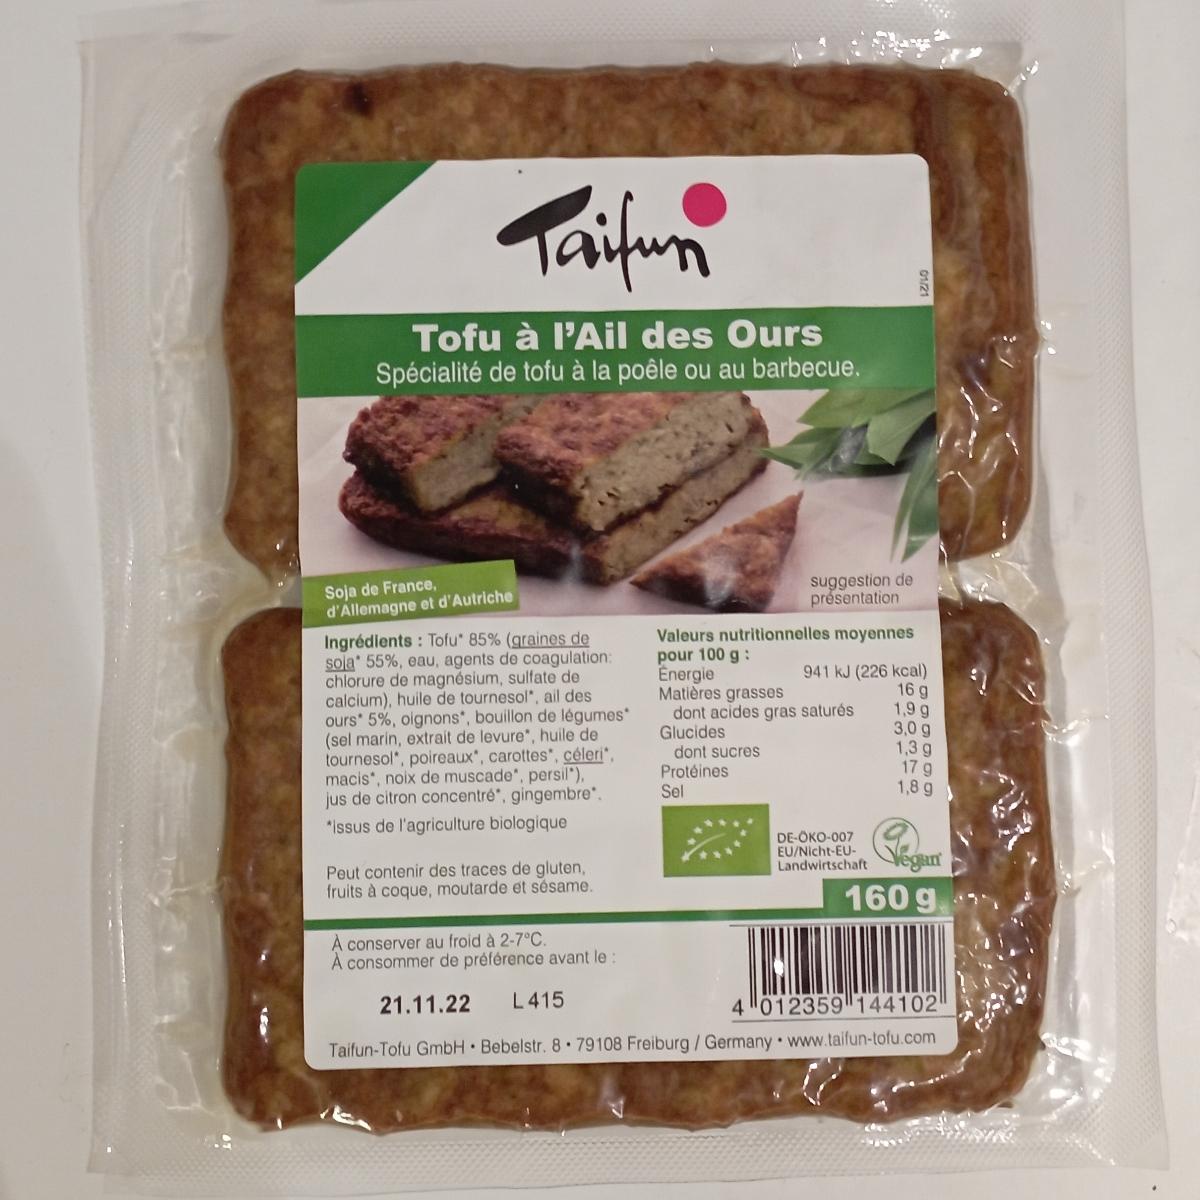 Taifun
01/21
Tofu à l'Ail des Ours
Spécialité de tofu à la poêle ou au barbecue.
Soja de France,
d'Allemagne et d'Autriche
suggestion de
présentation
Ingrédients : Tofu* 85% (graines de
soja* 55%, eau, agents de coagulation:
chlorure de magnésium, sulfate de
calcium), huile de tournesol*, ail des
ours* 5%, oignons*, bouillon de légumes*
(sel marin, extrait de levure*, huile de
tournesol*, poireaux*, carottes*, céleri*,
macis*, noix de muscade*, persil*),
jus de citron concentré*, gingembre*.
*issus de l'agriculture biologique
Peut contenir des traces de gluten,
fruits à coque, moutarde et sésame.
Valeurs nutritionnelles moyennes
pour 100 g :
Énergie 941 kJ (226 kcal)
Matières grasses 16 g
dont acides gras saturés 1,9 g
Glucides 3,0 g
dont sucres 1,3 g
Protéines 17 g
Sel 1,8 g
DE-ÖKO-007
EU/Nicht-EU-
Landwirtschaft
Vegan
160 g
À conserver au froid à 2-7°C.
À consommer de préférence avant le :
21.11.22 L415
4 012359 144102
Taifun-Tofu GmbH • Bebelstr. 8 • 79108 Freiburg / Germany • www.taifun-tofu.com